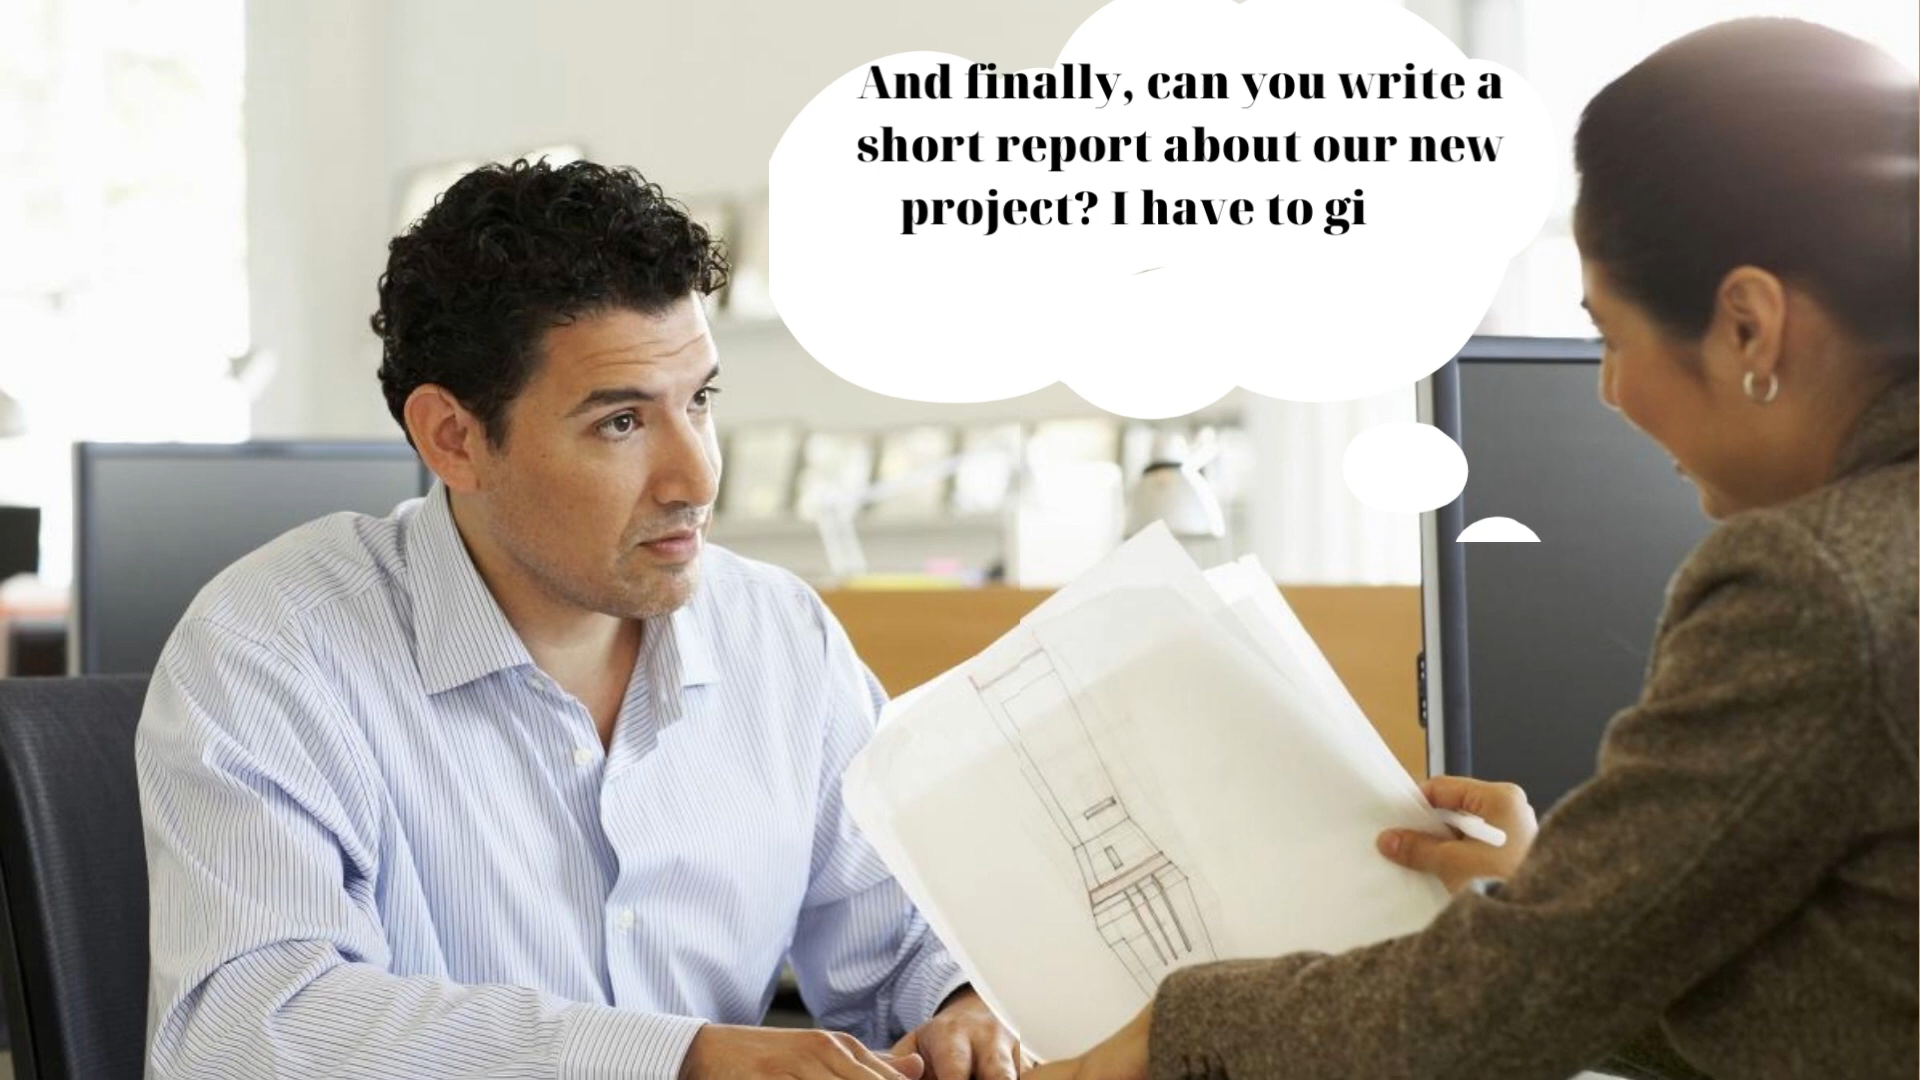 And finally, can you write a
short report about our new
project? I have to gi